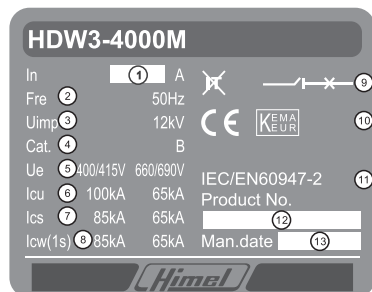 HDW3-4000M
In ① A
Fre ② 50Hz
Uimp ③ 12kV
Cat. ④ B
Ue ⑤ 400/415V 660/690V
Icu ⑥ 100kA 65kA
Ics ⑦ 85kA 65kA
Icw(1s) ⑧ 85kA 65kA
IT
⑨
CE KEMA KEUR ⑩
IEC/EN60947-2 ⑪
Product No.
⑫
Man.date ⑬
Himel